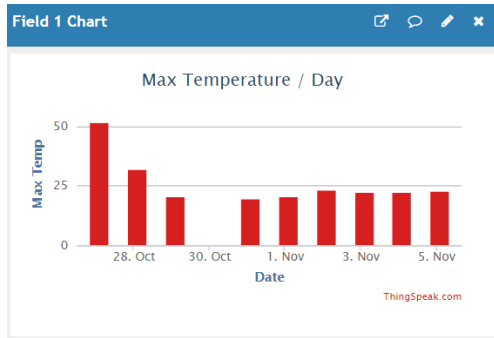 Field 1 Chart
Max Temperature / Day
Max Temp
50
25
0
28. Oct 30. Oct 1. Nov 3. Nov 5. Nov
Date
ThingSpeak.com